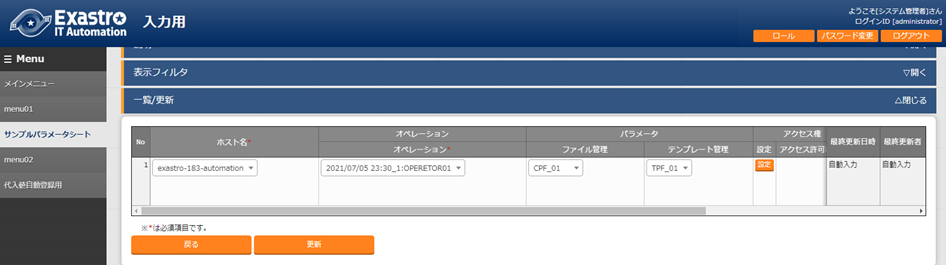 Exastro
IT Automation
入力用
ようこそ[システム管理者]さん
ログインID [administrator]
ロール
パスワード変更
ログアウト
☰ Menu
メインメニュー
menu01
サンプルパラメータシート
menu02
代入値自動登録用
表示フィルタ
▽開く
一覧/更新
△閉じる
No
ホスト名*
オペレーション
オペレーション*
パラメータ
ファイル管理
テンプレート管理
アクセス権
設定
アクセス許可
最終更新日時
最終更新者
1
exastro-183-automation
2021/07/05 23:30_1:OPERETOR01
CPF_01
TPF_01
設定
自動入力
自動入力
※*は必須項目です。
戻る
更新